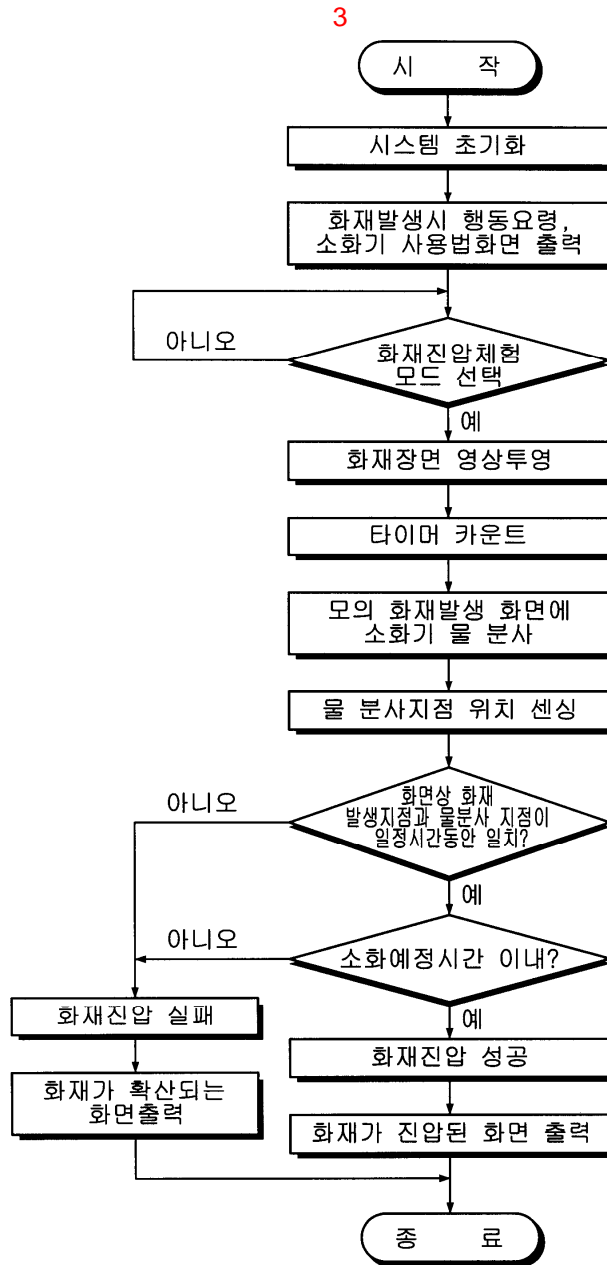 3
시 작
시스템 초기화
화재발생시 행동요령,
소화기 사용법화면 출력
아니오
화재진압체험
모드 선택
예
화재장면 영상투영
타이머 카운트
모의 화재발생 화면에
소화기 물 분사
물 분사지점 위치 센싱
아니오
화면상 화재
발생지점과 물분사 지점이
일정시간동안 일치?
예
아니오
소화예정시간 이내?
예
화재진압 실패
화재진압 성공
화재가 확산되는
화면출력
화재가 진압된 화면 출력
종 료